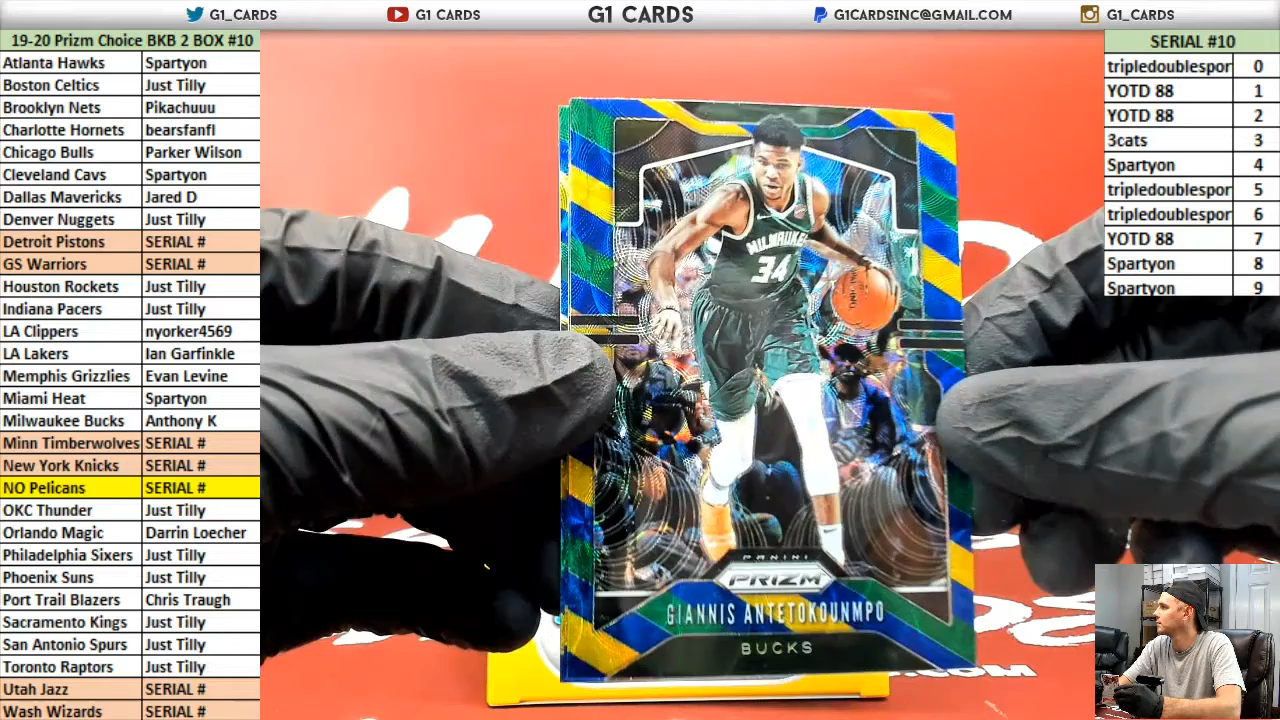 G1_CARDS
G1 CARDS
G1 CARDS
G1CARDSINC@GMAIL.COM
G1_CARDS
19-20 Prizm Choice BKB 2 BOX #10
Atlanta Hawks Spartyon
Boston Celtics Just Tilly
Brooklyn Nets Pikachuuu
Charlotte Hornets bearsfanfl
Chicago Bulls Parker Wilson
Cleveland Cavs Spartyon
Dallas Mavericks Jared D
Denver Nuggets Just Tilly
Detroit Pistons SERIAL #
GS Warriors SERIAL #
Houston Rockets Just Tilly
Indiana Pacers Just Tilly
LA Clippers nyorker4569
LA Lakers Ian Garfinkle
Memphis Grizzlies Evan Levine
Miami Heat Spartyon
Milwaukee Bucks Anthony K
Minn Timberwolves SERIAL #
New York Knicks SERIAL #
NO Pelicans SERIAL #
OKC Thunder Just Tilly
Orlando Magic Darrin Loecher
Philadelphia Sixers Just Tilly
Phoenix Suns Just Tilly
Port Trail Blazers Chris Traugh
Sacramento Kings Just Tilly
San Antonio Spurs Just Tilly
Toronto Raptors Just Tilly
Utah Jazz SERIAL #
Wash Wizards SERIAL #
MILWAUKEE
34
PANINI
PRIZM
GIANNIS ANTETOKOUNMPO
BUCKS
SERIAL #10
tripledoublespor 0
YOTD 88 1
YOTD 88 2
3cats 3
Spartyon 4
tripledoublespor 5
tripledoublespor 6
YOTD 88 7
Spartyon 8
Spartyon 9